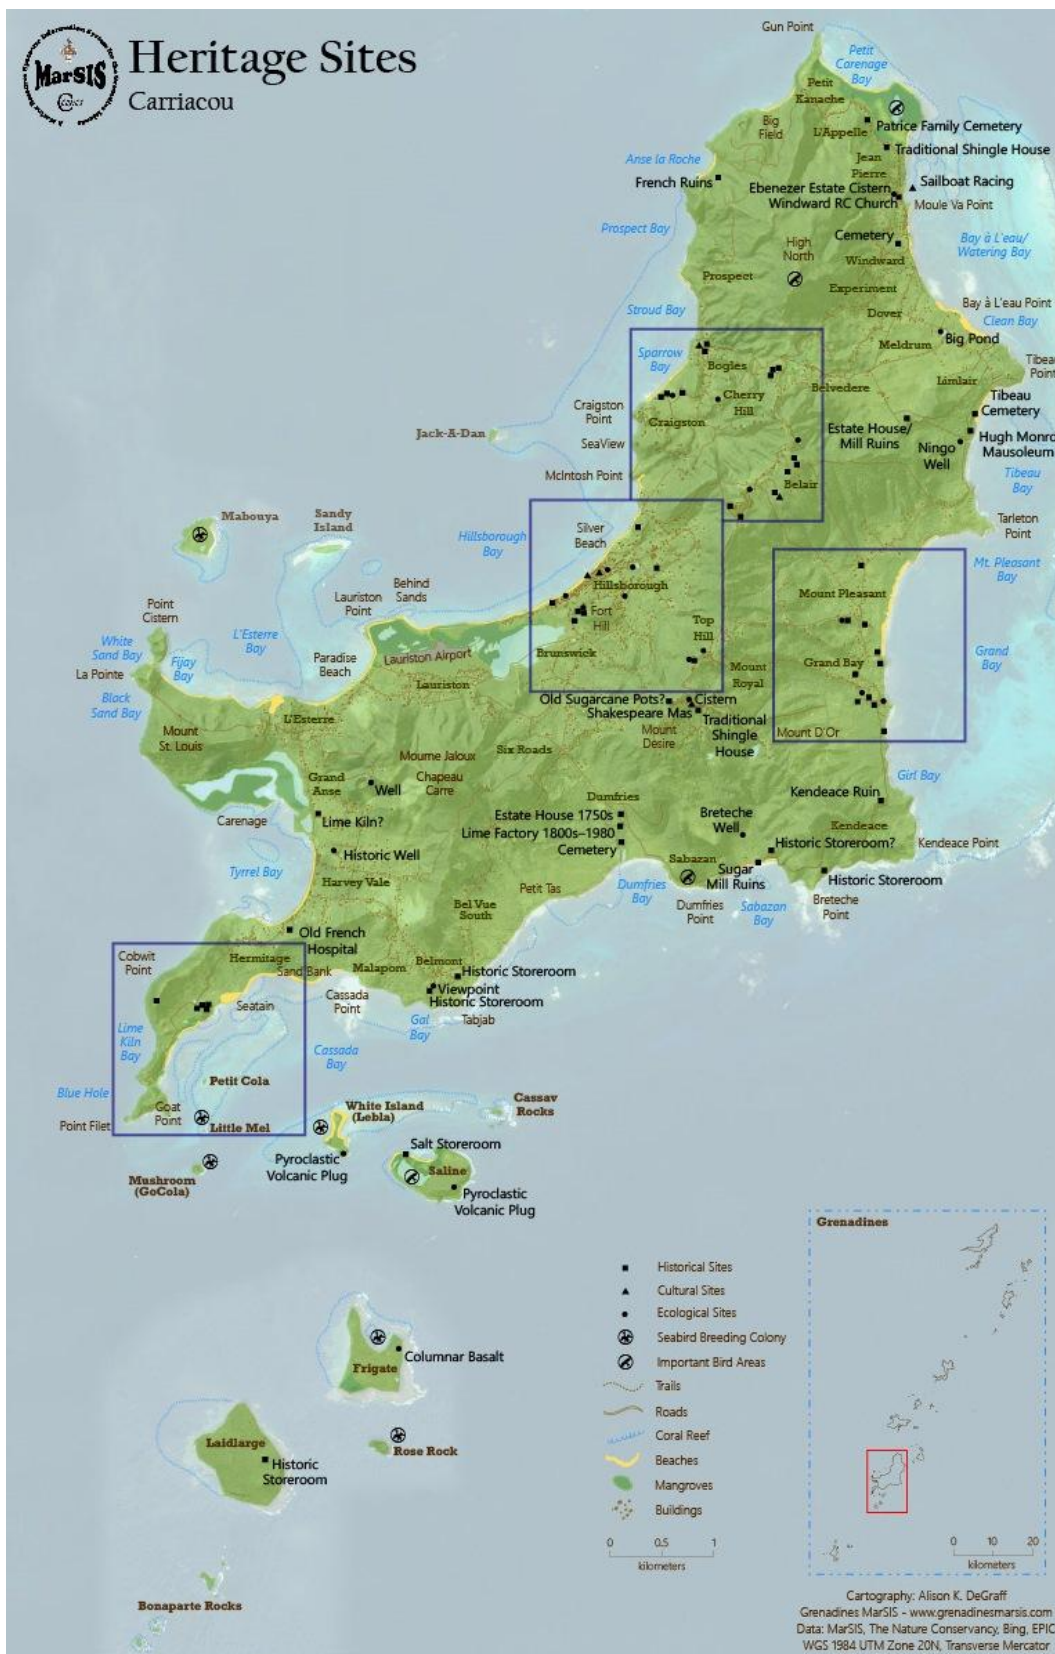 MarSIS
Heritage Sites
Carriacou
Gun Point
Petit
Carenage
Bay
Petit
Kanache
Big
Field
L'Appelle
Patrice Family Cemetery
Traditional Shingle House
Jean
Pierre
Anse la Roche
French Ruins
Ebenezer Estate Cistern
Sailboat Racing
Windward RC Church
Moule Va Point
Prospect Bay
Cemetery
High
North
Bay à L'eau/
Watering Bay
Windward
Prospect
Experiment
Stroud Bay
Dover
Bay à L'eau Point
Clean Bay
Meldrum
Big Pond
Sparrow
Bay
Bogles
Tibeau
Point
Belvedere
Limlair
Cherry
Hill
Tibeau
Cemetery
Craigston
Point
Craigston
Jack-A-Dan
SeaView
Estate House/
Mill Ruins
Ningo
Well
Hugh Monro
Mausoleum
McIntosh Point
Belair
Tibeau
Bay
Mabouya
Sandy
Island
Silver
Beach
Tarleton
Point
Hillsborough
Bay
Mt. Pleasant
Bay
Behind
Sands
Lauriston
Point
Hillsborough
Mount Pleasant
Point
Cistern
Fort
Hill
Top
Hill
White
Sand Bay
L'Esterre
Bay
Fijay
Bay
La Pointe
Paradise
Beach
Lauriston Airport
Brunswick
Grand Bay
Grand
Bay
Mount
Royal
Lauriston
Black
Sand Bay
Old Sugarcane Pots?
Cistern
Shakespeare Mas
Traditional
Shingle
House
L'Esterre
Mount
St. Louis
Mount
Desire
Mount D'Or
Six Roads
Mourne Jaloux
Chapeau
Carre
Girl Bay
Grand
Anse
Well
Dumfries
Kendeace Ruin
Carenage
Lime Kiln?
Estate House 1750s
Lime Factory 1800s–1980
Cemetery
Breteche
Well
Kendeace
Historic Storeroom?
Kendeace Point
Historic Well
Tyrrel Bay
Sabazan
Sugar
Mill Ruins
Historic Storeroom
Harvey Vale
Petit Tas
Dumfries
Bay
Dumfries
Point
Sabazan
Bay
Breteche
Point
Bel Vue
South
Old French
Hospital
Cobwit
Point
Hermitage
Sand Bank
Malapom
Belmont
Historic Storeroom
Viewpoint
Historic Storeroom
Seatain
Cassada
Point
Gal
Bay
Tabjab
Lime
Kiln
Bay
Cassada
Bay
Petit Cola
Blue Hole
Goat
Point
Point Filet
Little Mel
White Island
(Lebla)
Cassav
Rocks
Pyroclastic
Volcanic Plug
Salt Storeroom
Saline
Mushroom
(GoCola)
Pyroclastic
Volcanic Plug
Grenadines
Historical Sites
Cultural Sites
Ecological Sites
Seabird Breeding Colony
Important Bird Areas
Trails
Roads
Coral Reef
Beaches
Mangroves
Buildings
0 0.5 1
kilometers
Columnar Basalt
Frigate
Rose Rock
Laidlarge
Historic
Storeroom
Bonaparte Rocks
0 10 20
kilometers
Cartography: Alison K. DeGraff
Grenadines MarSIS - www.grenadinesmarsis.com
Data: MarSIS, The Nature Conservancy, Bing, EPIC
WGS 1984 UTM Zone 20N, Transverse Mercator